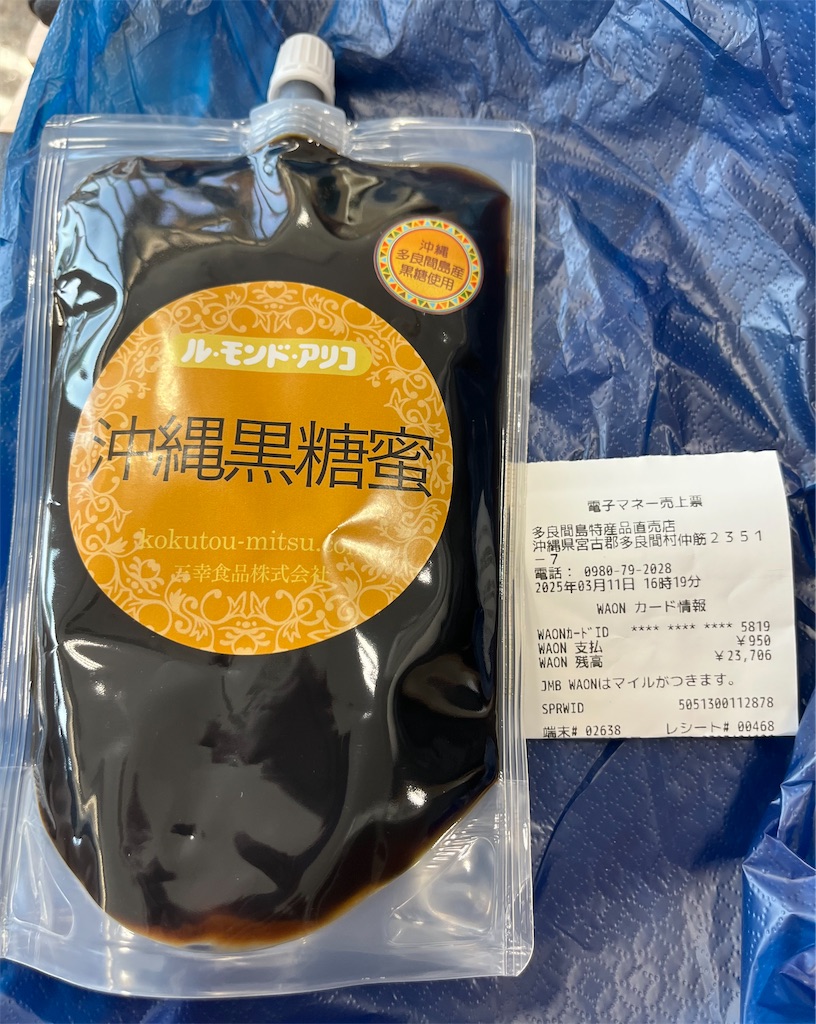 沖縄
多良間島産
黒糖使用
ル・モンド・アリコ
沖縄黒糖蜜
kokutou-mitsu.co
三幸食品株式会社
電子マネー売上票
多良間島特産品直売店
沖縄県宮古郡多良間村仲筋2351
-7
電話: 0980-79-2028
2025年03月11日 16時19分
WAON カード情報
WAONカードID **** **** **** 5819
WAON 支払 ¥950
WAON 残高 ¥23,706
JMB WAONはマイルがつきます。
SPRWID 5051300112878
端末# 02638 レシート# 00468